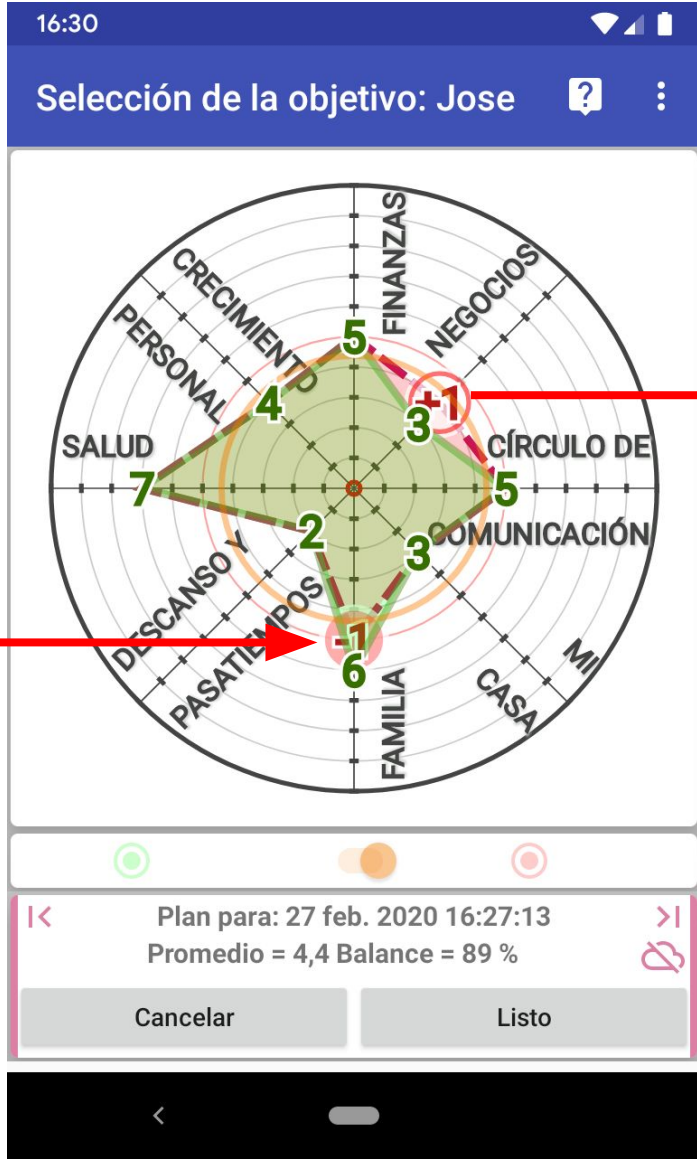 16:30
Selección de la objetivo: Jose
?
FINANZAS
NEGOCIOS
CRECIMIENTO
PERSONAL
5
+1
4
3
SALUD
CÍRCULO DE
7
5
2
3
COMUNICACIÓN
DESCANSO Y
PASATIEMPOS
-1
6
FAMILIA
MI
CASA
Plan para: 27 feb. 2020 16:27:13
Promedio = 4,4 Balance = 89 %
Cancelar
Listo